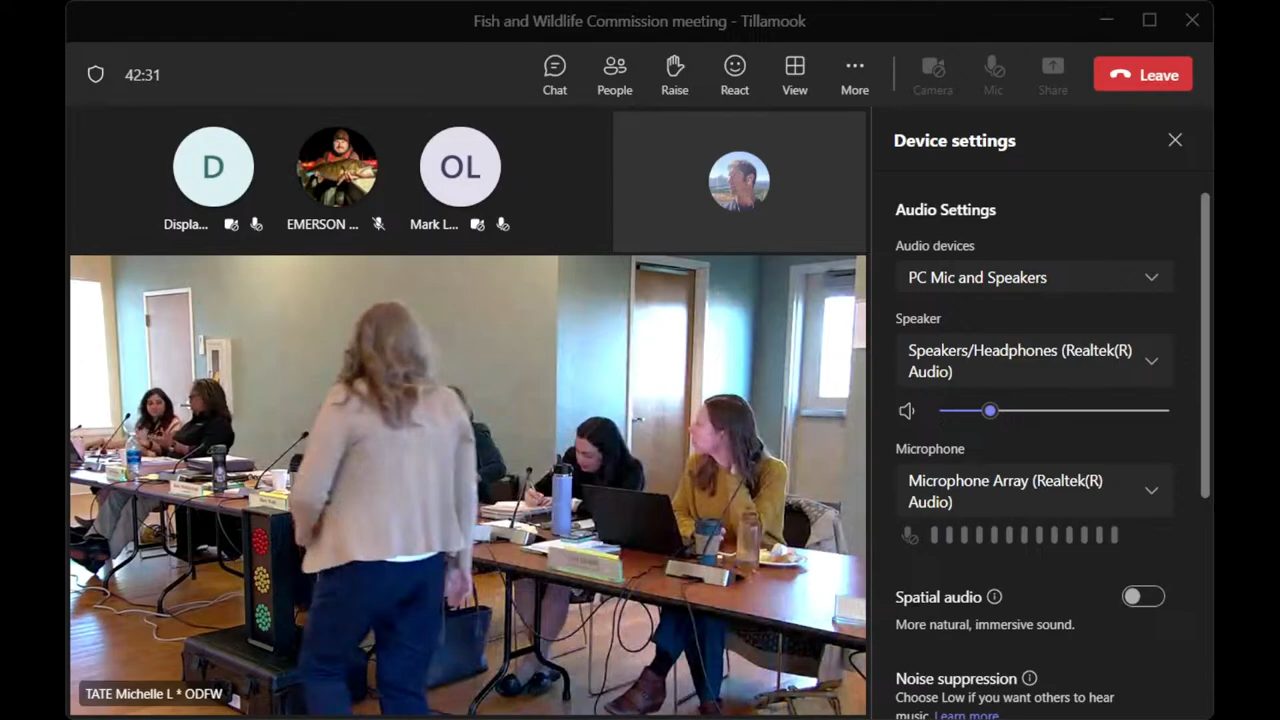 Fish and Wildlife Commission meeting - Tillamook
42:31
Chat
People
Raise
React
View
More
Camera
Mic
Share
Leave
D
OL
Displa...
EMERSON ...
Mark L...
TATE Michelle L * ODFW
Device settings
Audio Settings
Audio devices
PC Mic and Speakers
Speaker
Speakers/Headphones (Realtek(R)
Audio)
Microphone
Microphone Array (Realtek(R)
Audio)
Spatial audio
More natural, immersive sound.
Noise suppression
Choose Low if you want others to hear
music. Learn more